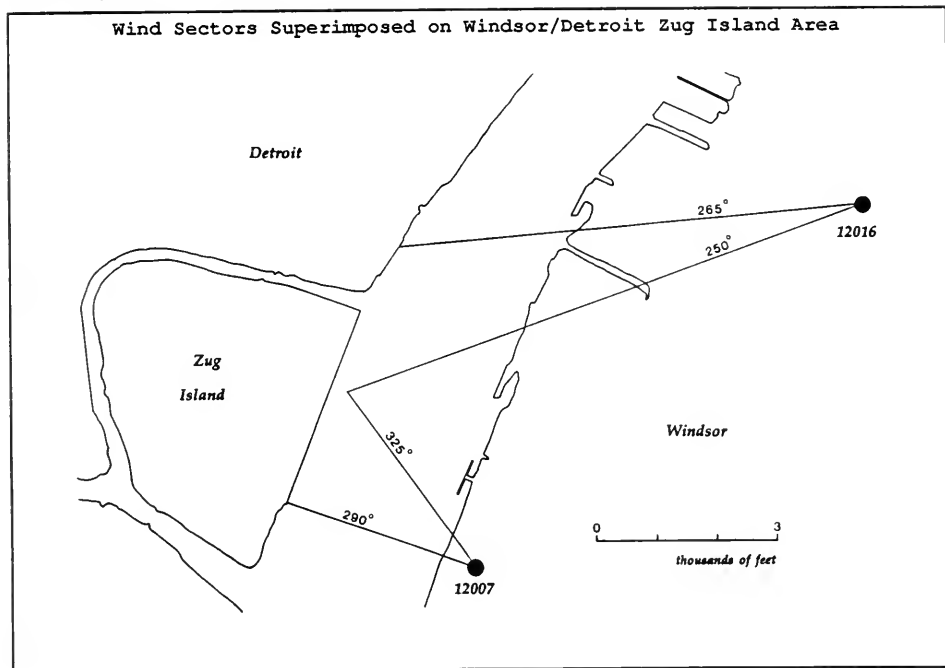 Wind Sectors Superimposed on Windsor/Detroit Zug Island Area
Detroit
265°
12016
250°
Zug
Island
Windsor
325°
290°
0 3
thousands of feet
12007